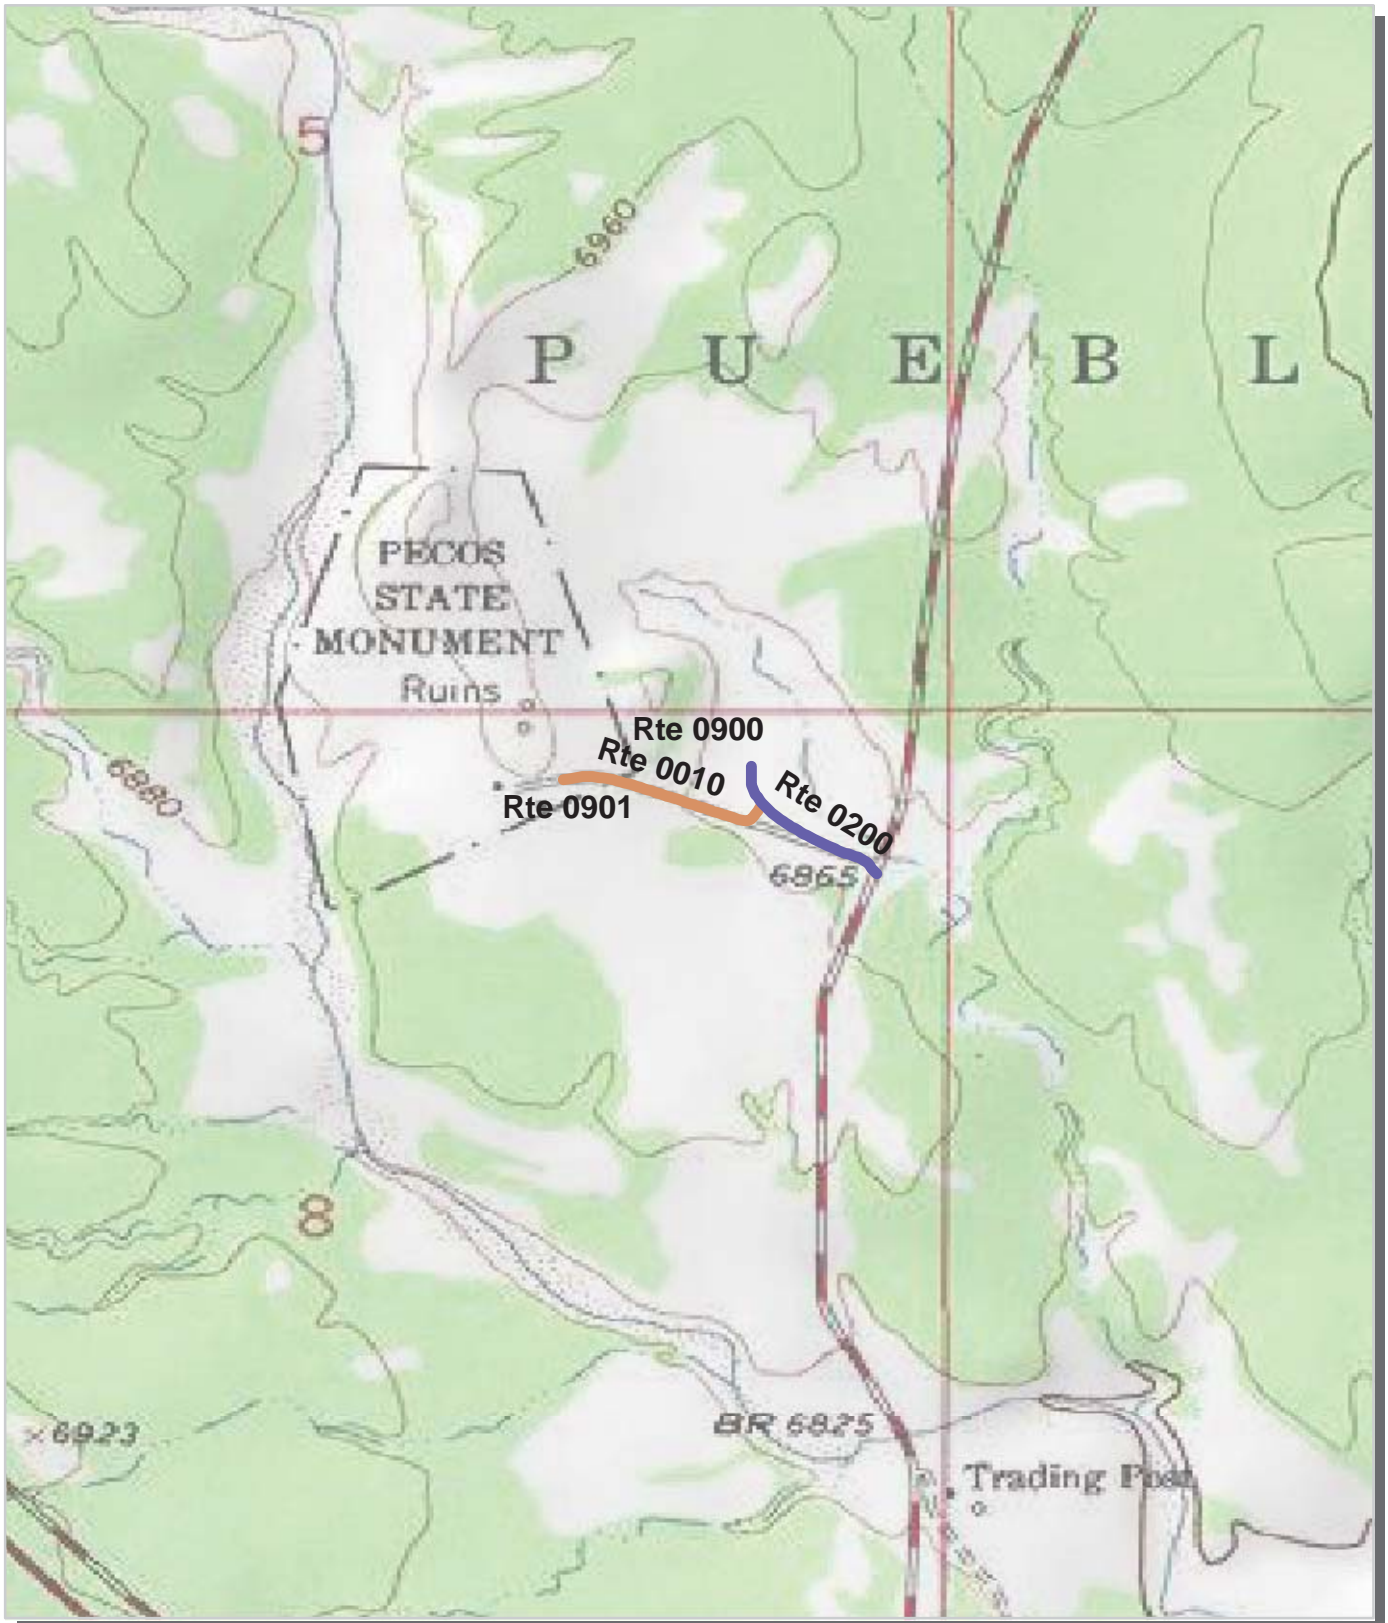 5
6960
P U E B L
PECOS
STATE
MONUMENT
Ruins
Rte 0900
Rte 0010
Rte 0200
Rte 0901
6880
6865
8
BR 6825
×6923
Trading Post